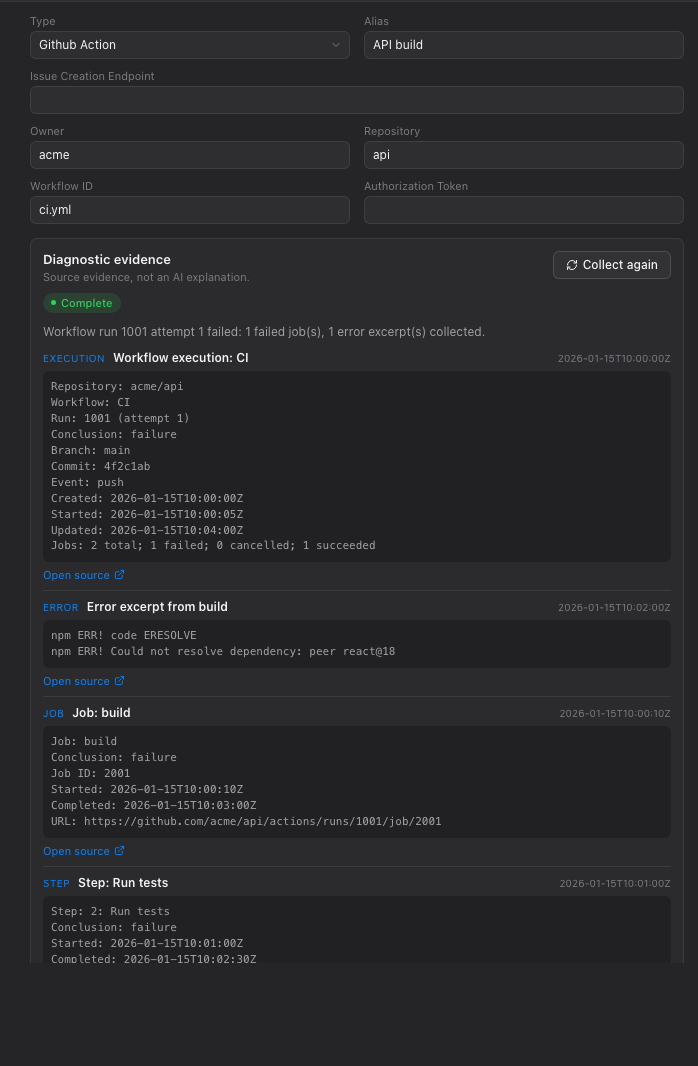 Type
Alias
Github Action
API build
Issue Creation Endpoint
Owner
Repository
acme
api
Workflow ID
Authorization Token
ci.yml
Diagnostic evidence
Collect again
Source evidence, not an AI explanation.
Complete
Workflow run 1001 attempt 1 failed: 1 failed job(s), 1 error excerpt(s) collected.
EXECUTION Workflow execution: CI 2026-01-15T10:00:00Z
Repository: acme/api
Workflow: CI
Run: 1001 (attempt 1)
Conclusion: failure
Branch: main
Commit: 4f2c1ab
Event: push
Created: 2026-01-15T10:00:00Z
Started: 2026-01-15T10:00:05Z
Updated: 2026-01-15T10:04:00Z
Jobs: 2 total; 1 failed; 0 cancelled; 1 succeeded
Open source
ERROR Error excerpt from build 2026-01-15T10:02:00Z
npm ERR! code ERESOLVE
npm ERR! Could not resolve dependency: peer react@18
Open source
JOB Job: build 2026-01-15T10:00:10Z
Job: build
Conclusion: failure
Job ID: 2001
Started: 2026-01-15T10:00:10Z
Completed: 2026-01-15T10:03:00Z
URL: https://github.com/acme/api/actions/runs/1001/job/2001
Open source
STEP Step: Run tests 2026-01-15T10:01:00Z
Step: 2: Run tests
Conclusion: failure
Started: 2026-01-15T10:01:00Z
Completed: 2026-01-15T10:02:30Z